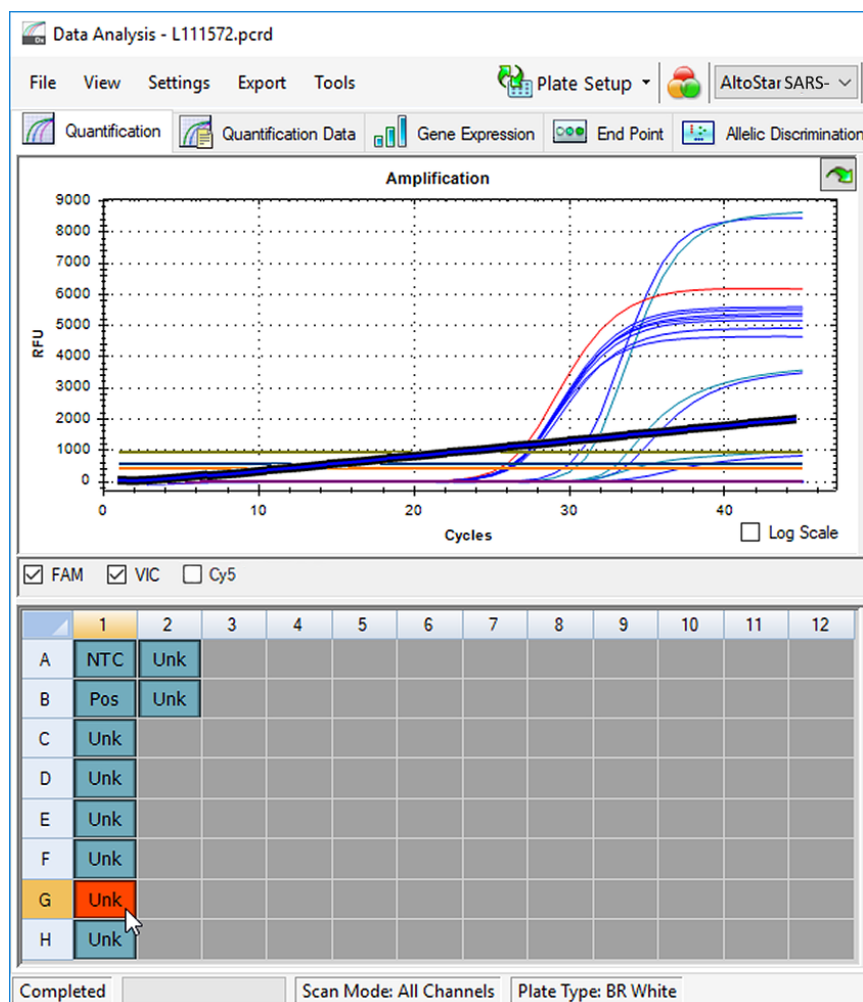 Data Analysis - L111572.pcrd
File View Settings Export Tools Plate Setup AltoStar SARS-
Quantification Quantification Data Gene Expression End Point Allelic Discrimination
Amplification
9000
8000
7000
6000
5000
4000
3000
2000
1000
0
RFU
0 10 20 30 40
Cycles
Log Scale
FAM VIC Cy5
1 2 3 4 5 6 7 8 9 10 11 12
A NTC Unk
B Pos Unk
C Unk
D Unk
E Unk
F Unk
G Unk
H Unk
Completed Scan Mode: All Channels Plate Type: BR White